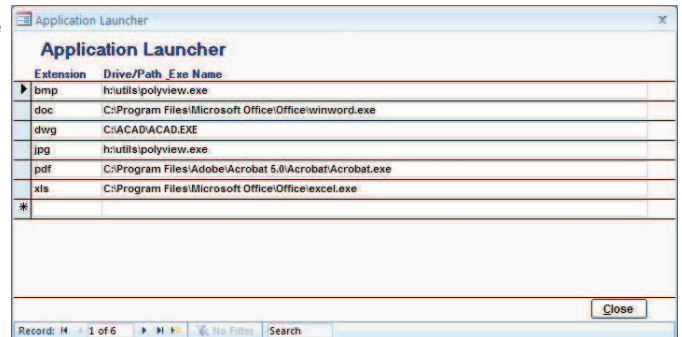 Application Launcher
x
Application Launcher
Extension Drive/Path_Exe Name
bmp h:\utils\polyview.exe
doc C:\Program Files\Microsoft Office\Office\winword.exe
dwg C:\ACAD\ACAD.EXE
jpg h:\utils\polyview.exe
pdf C:\Program Files\Adobe\Acrobat 5.0\Acrobat\Acrobat.exe
xls C:\Program Files\Microsoft Office\Office\excel.exe
*
Close
Record: 1 of 6 No Filter Search